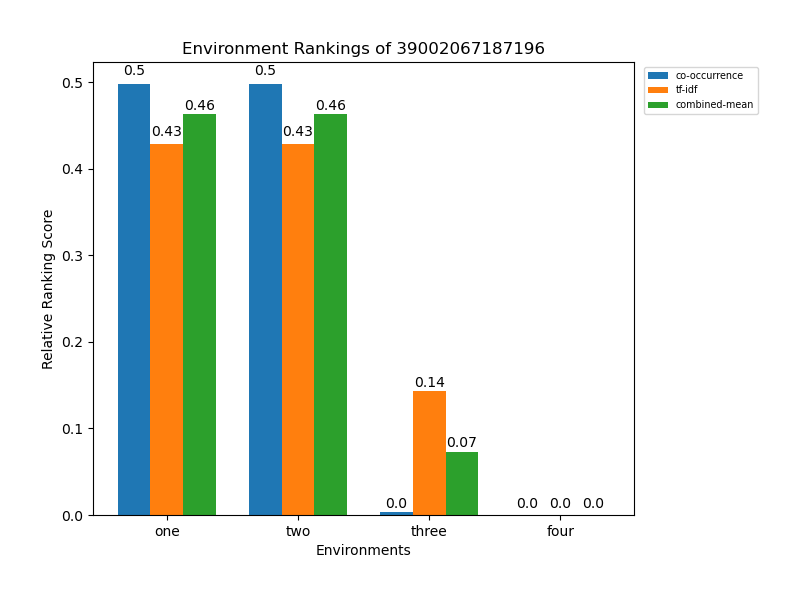 Environment Rankings of 39002067187196
co-occurrence
tf-idf
combined-mean
Relative Ranking Score
0.5
0.4
0.3
0.2
0.1
0.0
0.5
0.43
0.46
0.5
0.43
0.46
0.0
0.14
0.07
0.0
0.0
0.0
one
two
three
four
Environments